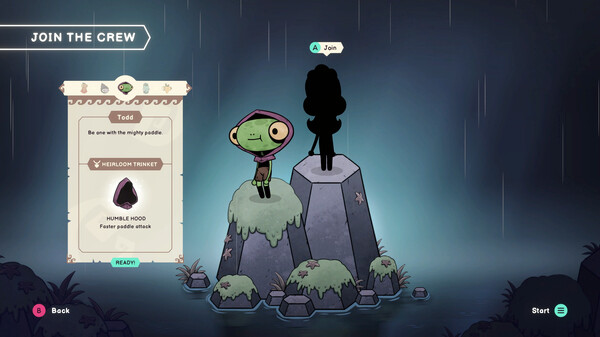 JOIN THE CREW
A Join
Todd
Be one with the mighty paddle
HEIRLOOM TRINKET
HUMBLE HOOD
Faster paddle attack
READY!
B Back
Start